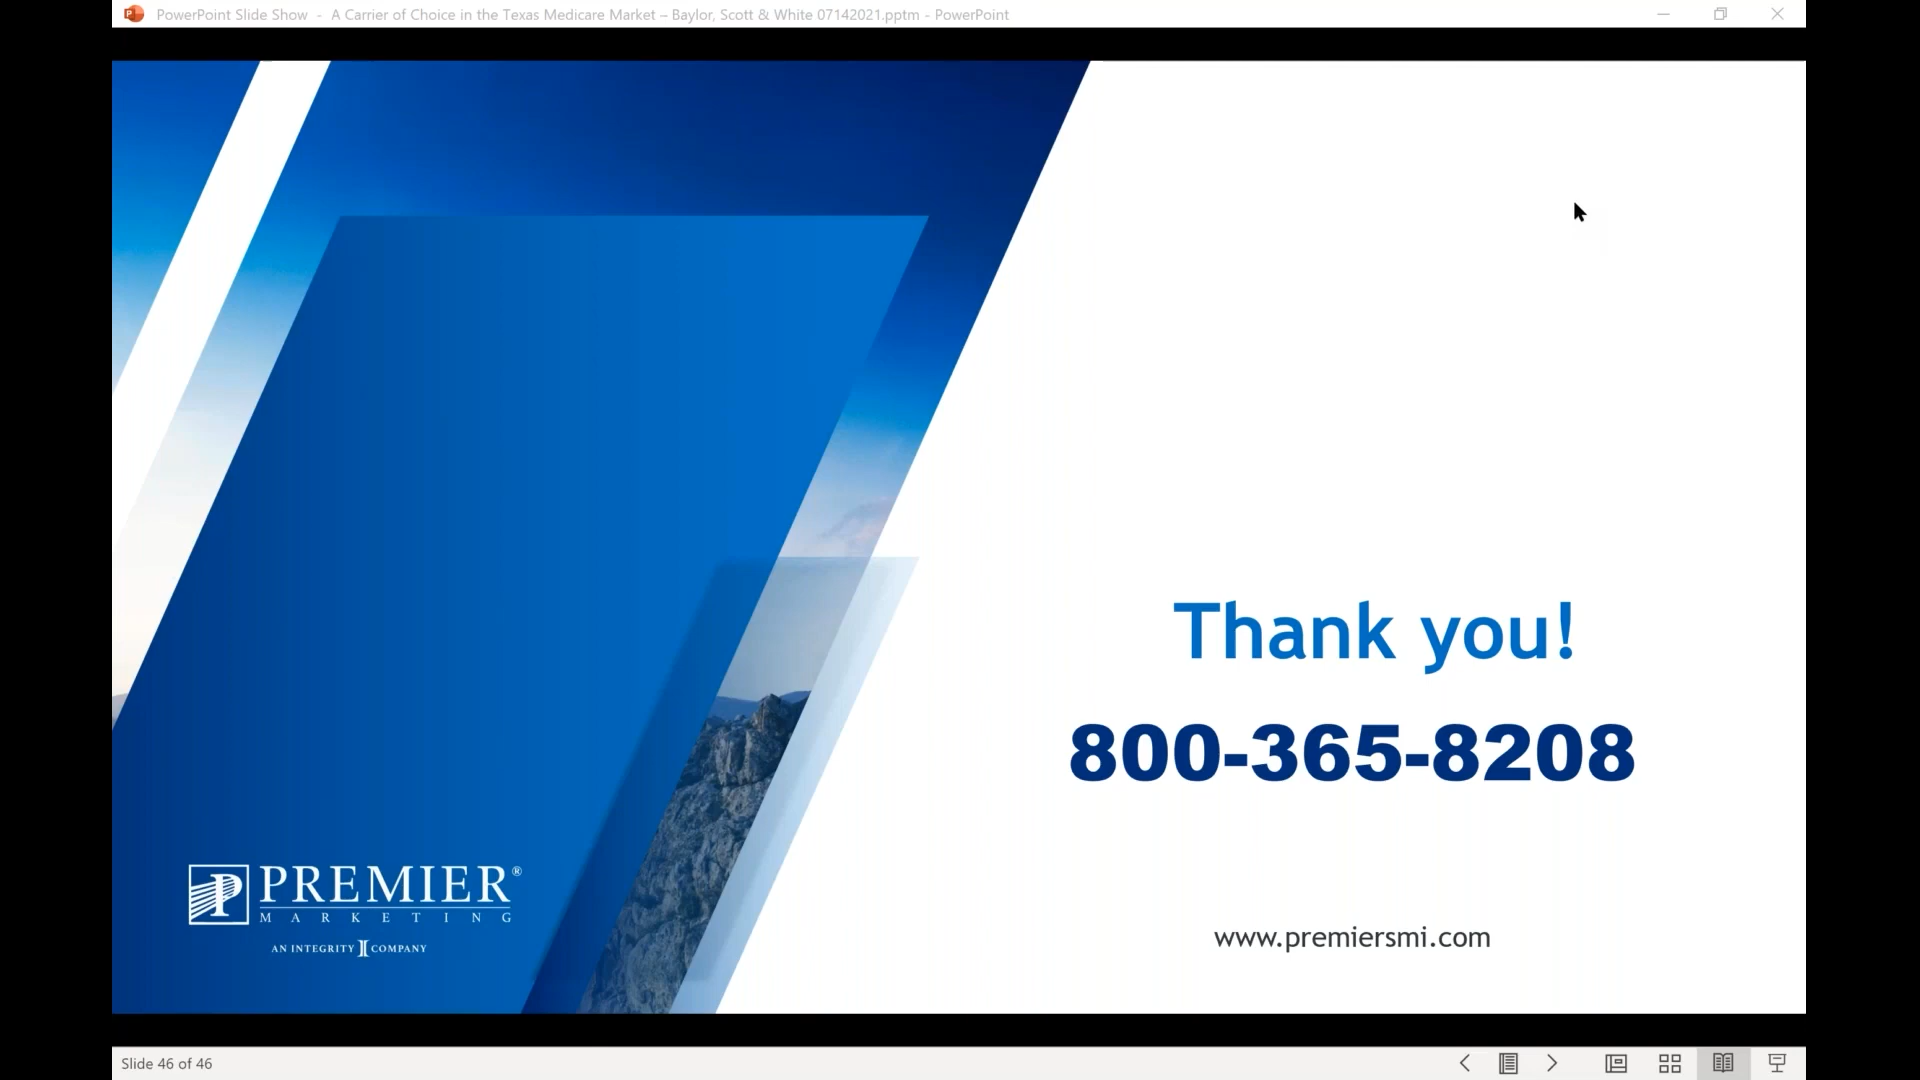 PowerPoint Slide Show - A Carrier of Choice in the Texas Medicare Market – Baylor, Scott & White 07142021.pptm - PowerPoint
Thank you!
800-365-8208
PREMIER®
MARKETING
AN INTEGRITY COMPANY
www.premiersmi.com
Slide 46 of 46